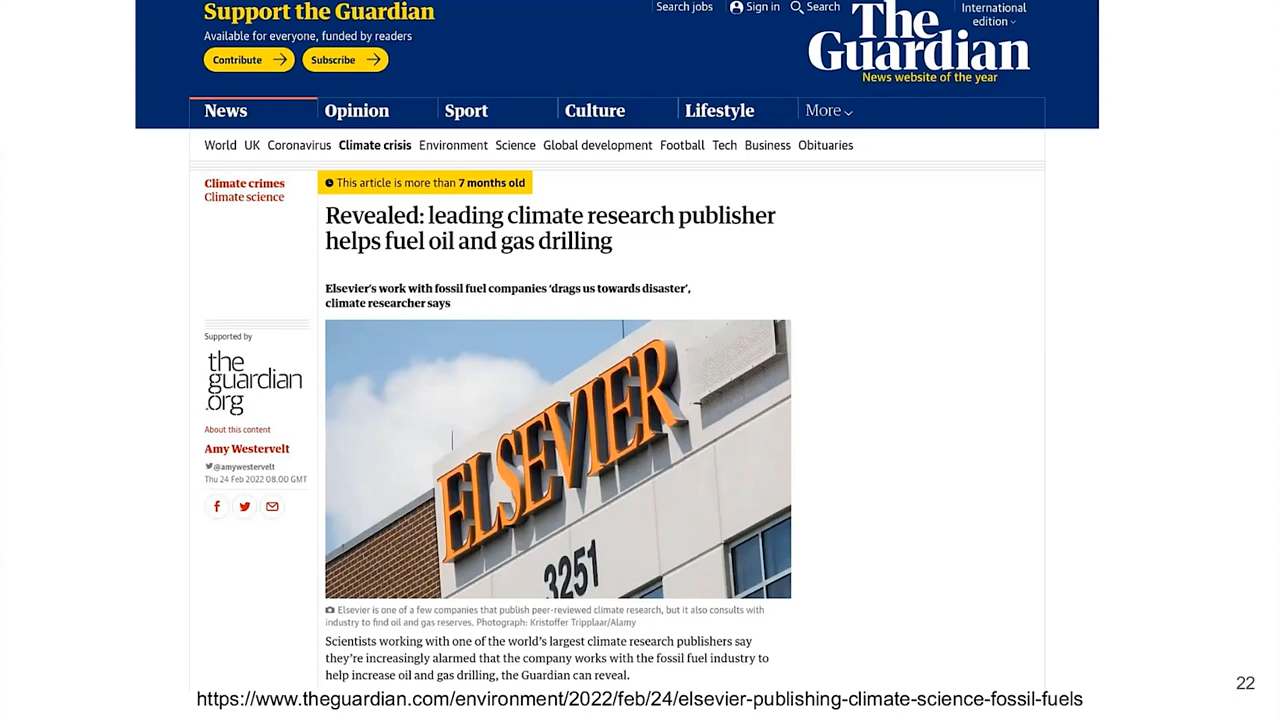 Support the Guardian
Available for everyone, funded by readers
Contribute
Subscribe
Search jobs
Sign in
Search
International
edition
The
Guardian
News website of the year
News
Opinion
Sport
Culture
Lifestyle
More
World UK Coronavirus Climate crisis Environment Science Global development Football Tech Business Obituaries
Climate crimes
Climate science
This article is more than 7 months old
Revealed: leading climate research publisher
helps fuel oil and gas drilling
Elsevier's work with fossil fuel companies ‘drags us towards disaster’,
climate researcher says
Supported by
the
guardian
.org
About this content
Amy Westervelt
@amywestervelt
Thu 24 Feb 2022 08.00 GMT
ELSEVIER
3251
Elsevier is one of a few companies that publish peer-reviewed climate research, but it also consults with
industry to find oil and gas reserves. Photograph: Kristoffer Tripplaar/Alamy
Scientists working with one of the world's largest climate research publishers say
they're increasingly alarmed that the company works with the fossil fuel industry to
help increase oil and gas drilling, the Guardian can reveal.
https://www.theguardian.com/environment/2022/feb/24/elsevier-publishing-climate-science-fossil-fuels
22